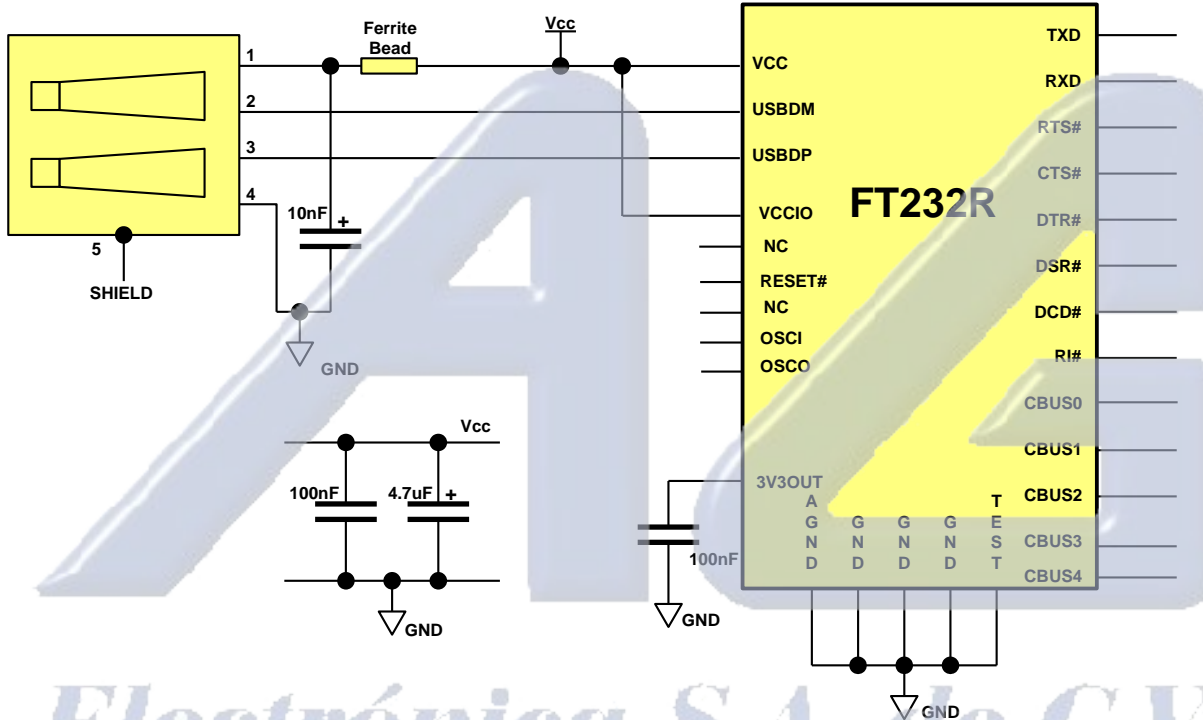 Ferrite
Bead
Vcc
1
2
3
4
5
SHIELD
10nF
+
GND
VCC
USBDM
USBDP
VCCIO
NC
RESET#
NC
OSCI
OSCO
3V3OUT
FT232R
TXD
RXD
RTS#
CTS#
DTR#
DSR#
DCD#
RI#
CBUS0
CBUS1
CBUS2
CBUS3
CBUS4
AGND
GND
GND
GND
TEST
Vcc
100nF
4.7uF
+
GND
100nF
GND
GND
A
Electrónica S.A. de C.V